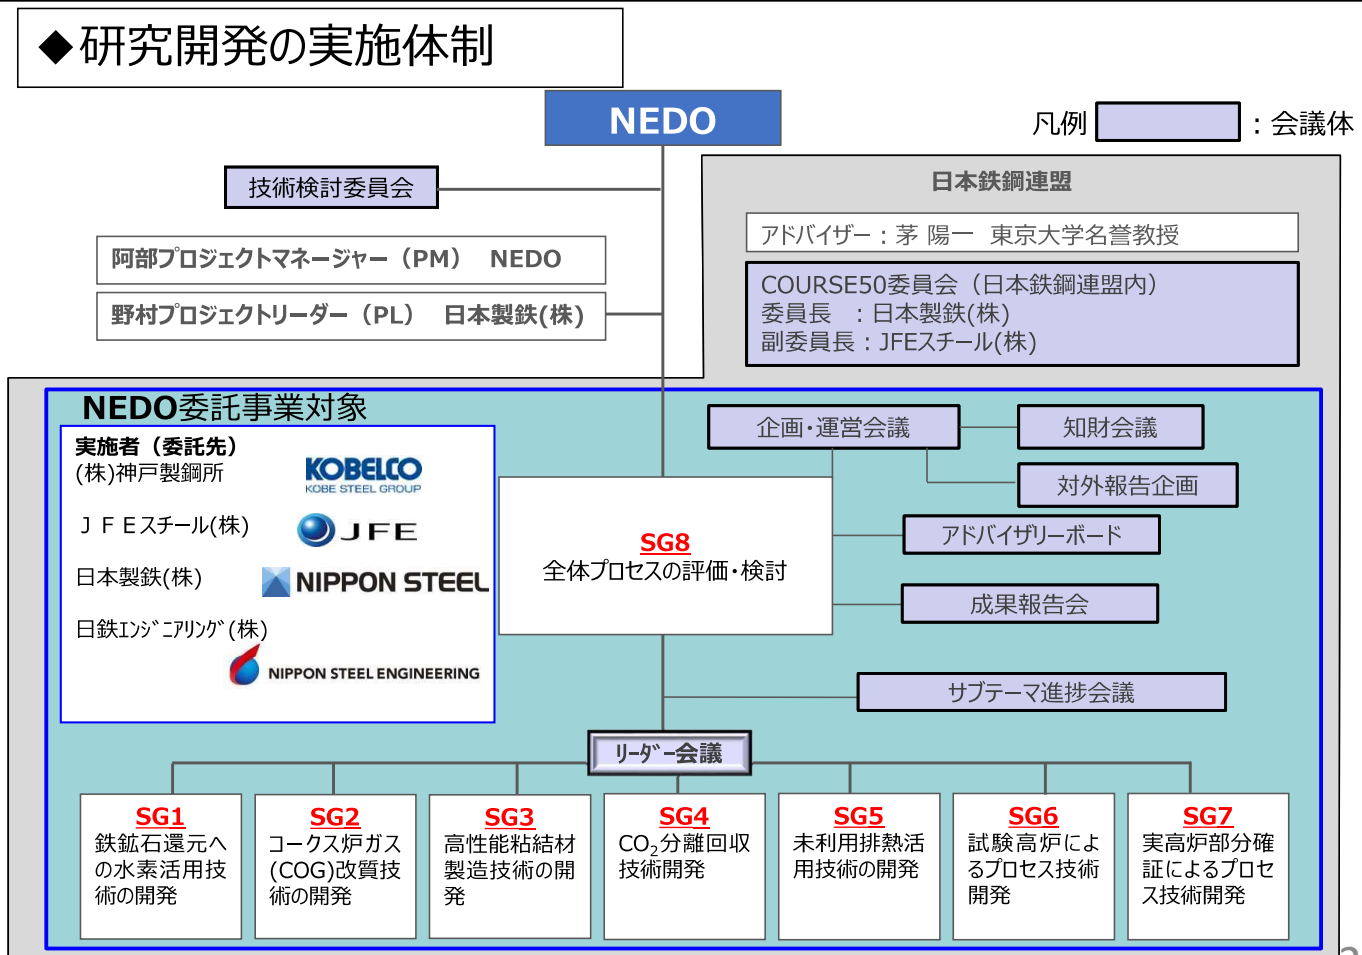 ◆研究開発の実施体制
NEDO
凡例
：会議体
技術検討委員会
日本鉄鋼連盟
アドバイザー：茅 陽一 東京大学名誉教授
阿部プロジェクトマネージャー（PM） NEDO
COURSE50委員会（日本鉄鋼連盟内）
委員長 ：日本製鉄(株)
副委員長：JFEスチール(株)
野村プロジェクトリーダー（PL） 日本製鉄(株)
NEDO委託事業対象
実施者（委託先）
(株)神戸製鋼所
KOBELCO
KOBE STEEL GROUP
ＪＦＥスチール(株)
JFE
日本製鉄(株)
NIPPON STEEL
日鉄ｴﾝｼﾞﾆｱﾘﾝｸﾞ(株)
NIPPON STEEL ENGINEERING
企画・運営会議
知財会議
対外報告企画
SG8
全体プロセスの評価・検討
アドバイザリーボード
成果報告会
サブテーマ進捗会議
ﾘｰﾀﾞｰ会議
SG1
鉄鉱石還元へ
の水素活用技
術の開発
SG2
コークス炉ガス
(COG)改質技
術の開発
SG3
高性能粘結材
製造技術の開
発
SG4
CO₂分離回収
技術開発
SG5
未利用排熱活
用技術の開発
SG6
試験高炉によ
るプロセス技術
開発
SG7
実高炉部分確
証によるプロセ
ス技術開発